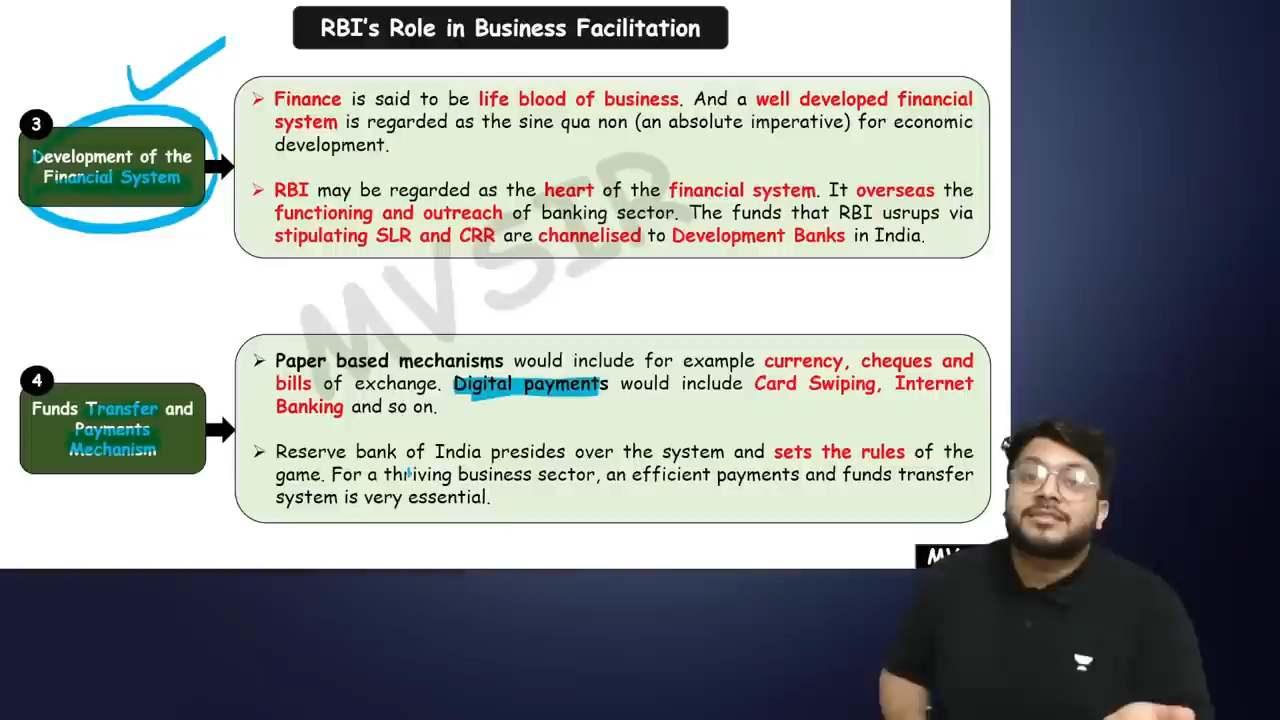 RBI's Role in Business Facilitation
3
Development of the
Financial System
➢ Finance is said to be life blood of business. And a well developed financial
system is regarded as the sine qua non (an absolute imperative) for economic
development.
➢ RBI may be regarded as the heart of the financial system. It overseas the
functioning and outreach of banking sector. The funds that RBI usrups via
stipulating SLR and CRR are channelised to Development Banks in India.
MVSIR
4
Funds Transfer and
Payments
Mechanism
➢ Paper based mechanisms would include for example currency, cheques and
bills of exchange. Digital payments would include Card Swiping, Internet
Banking and so on.
➢ Reserve bank of India presides over the system and sets the rules of the
game. For a thriving business sector, an efficient payments and funds transfer
system is very essential.